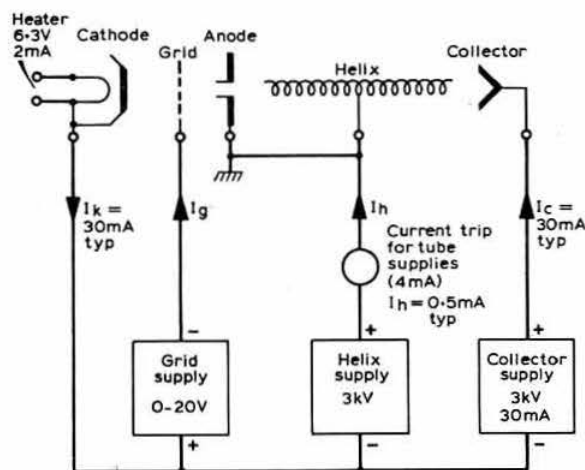 Heater
6·3V
2mA
Cathode
Grid
Anode
Helix
Collector
Ik =
30mA
typ
Ig
Ih
Current trip
for tube
supplies
(4mA)
Ih=0·5mA
typ
Ic =
30mA
typ
−
Grid
supply
0-20V
+
+
Helix
supply
3kV
−
+
Collector
supply
3kV
30mA
−